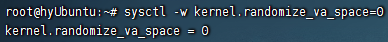 root@hyUbuntu:~# sysctl -w kernel.randomize_va_space=0
kernel.randomize_va_space = 0